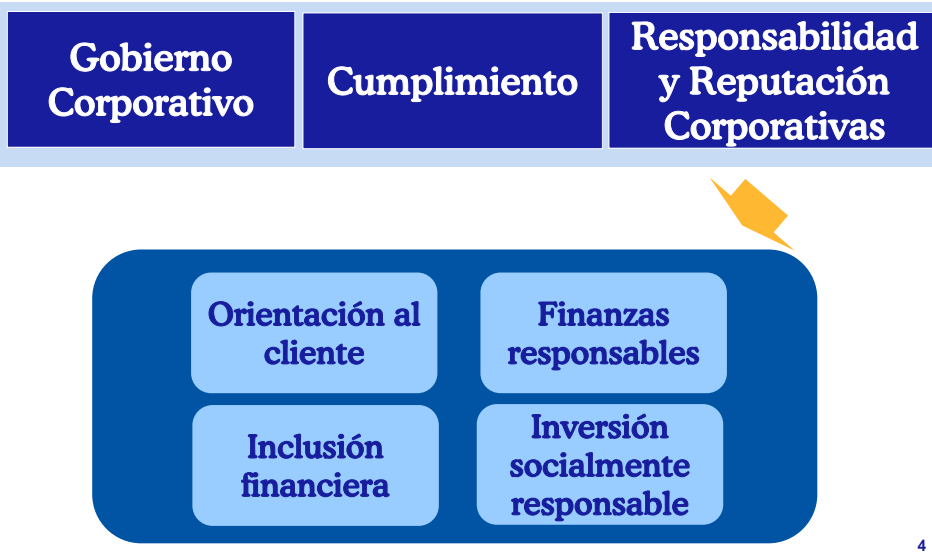 Gobierno
Corporativo
Cumplimiento
Responsabilidad
y Reputación
Corporativas
Orientación al
cliente
Finanzas
responsables
Inclusión
financiera
Inversión
socialmente
responsable
4